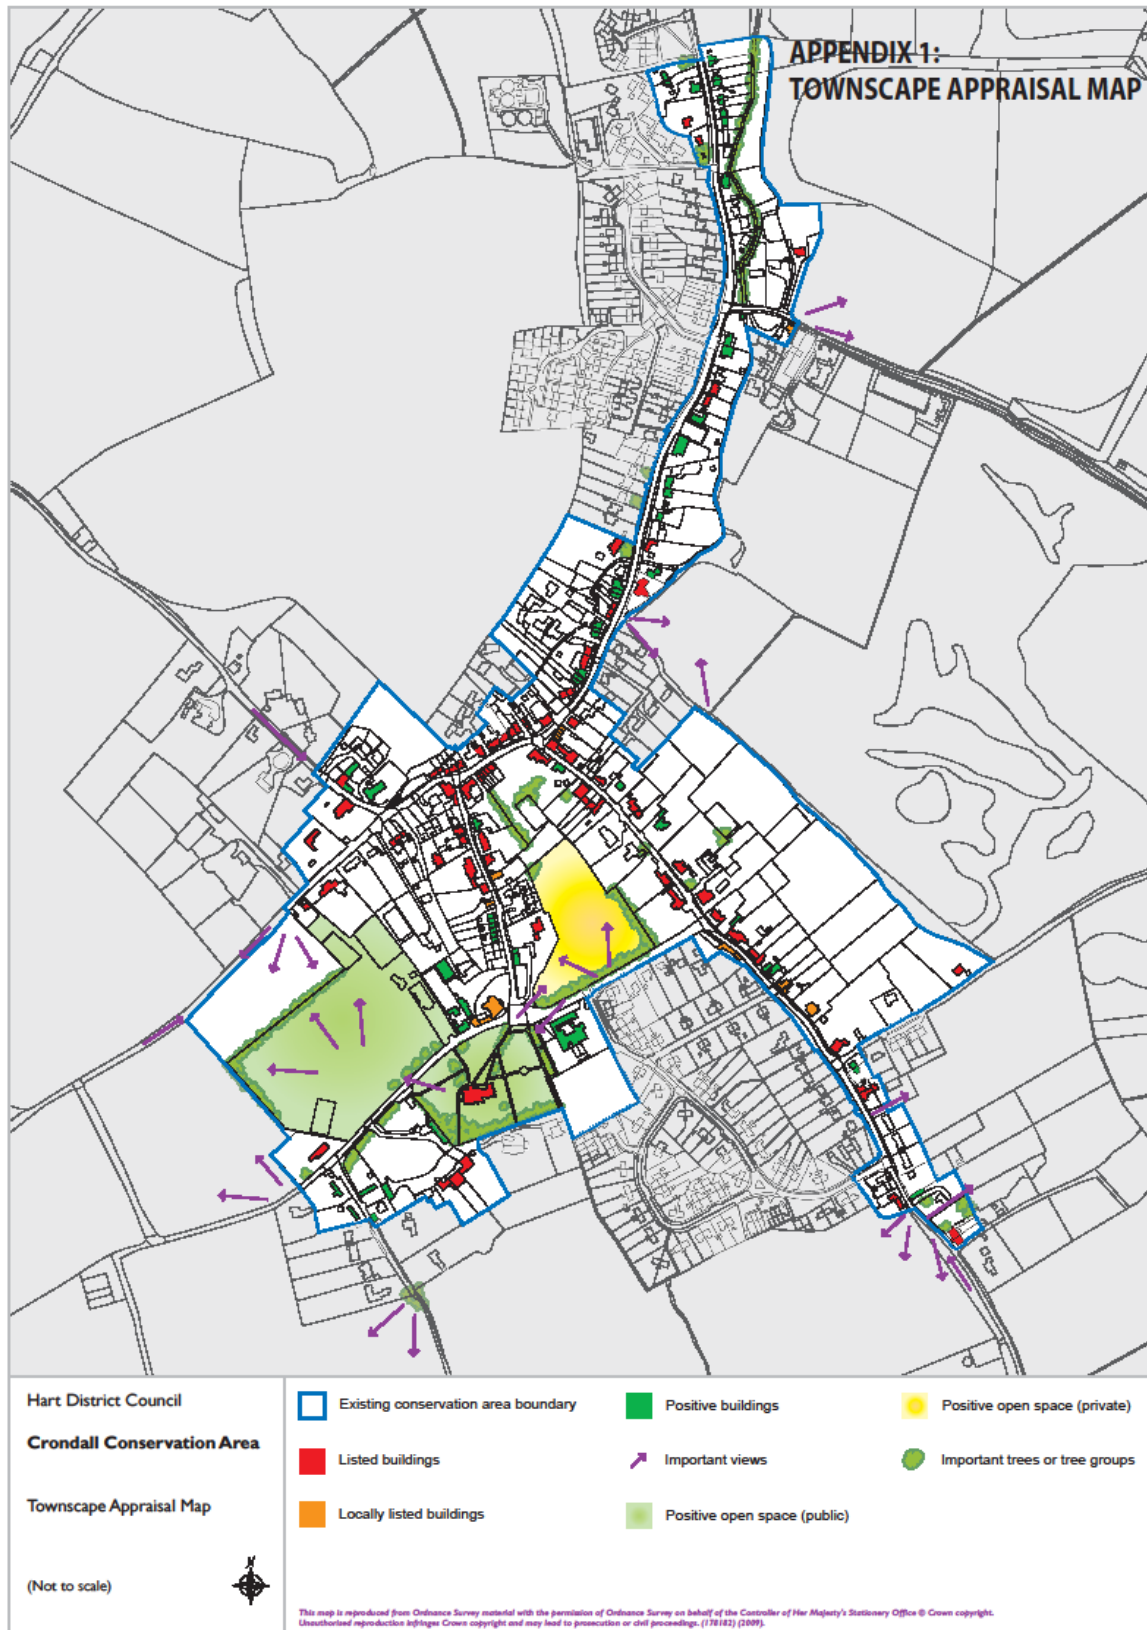 APPENDIX 1:
TOWNSCAPE APPRAISAL MAP
Hart District Council
Crondall Conservation Area
Townscape Appraisal Map
(Not to scale)
N
Existing conservation area boundary
Listed buildings
Locally listed buildings
Positive buildings
Important views
Positive open space (public)
Positive open space (private)
Important trees or tree groups
This map is reproduced from Ordnance Survey material with the permission of Ordnance Survey on behalf of the Controller of Her Majesty's Stationery Office © Crown copyright.
Unauthorised reproduction infringes Crown copyright and may lead to prosecution or civil proceedings. (178182) (2009).